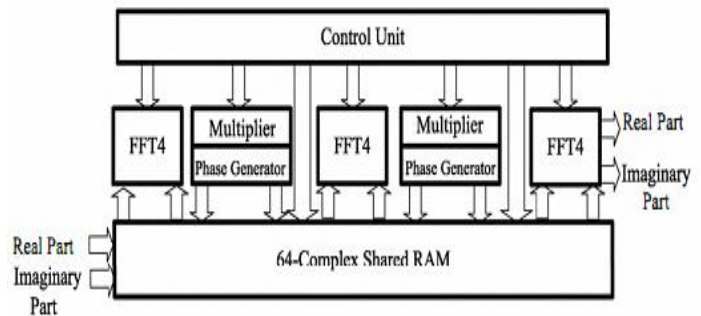 Control Unit
FFT4
Multiplier
Phase Generator
FFT4
Multiplier
Phase Generator
FFT4
Real Part
Imaginary
Part
Real Part
Imaginary
Part
64-Complex Shared RAM